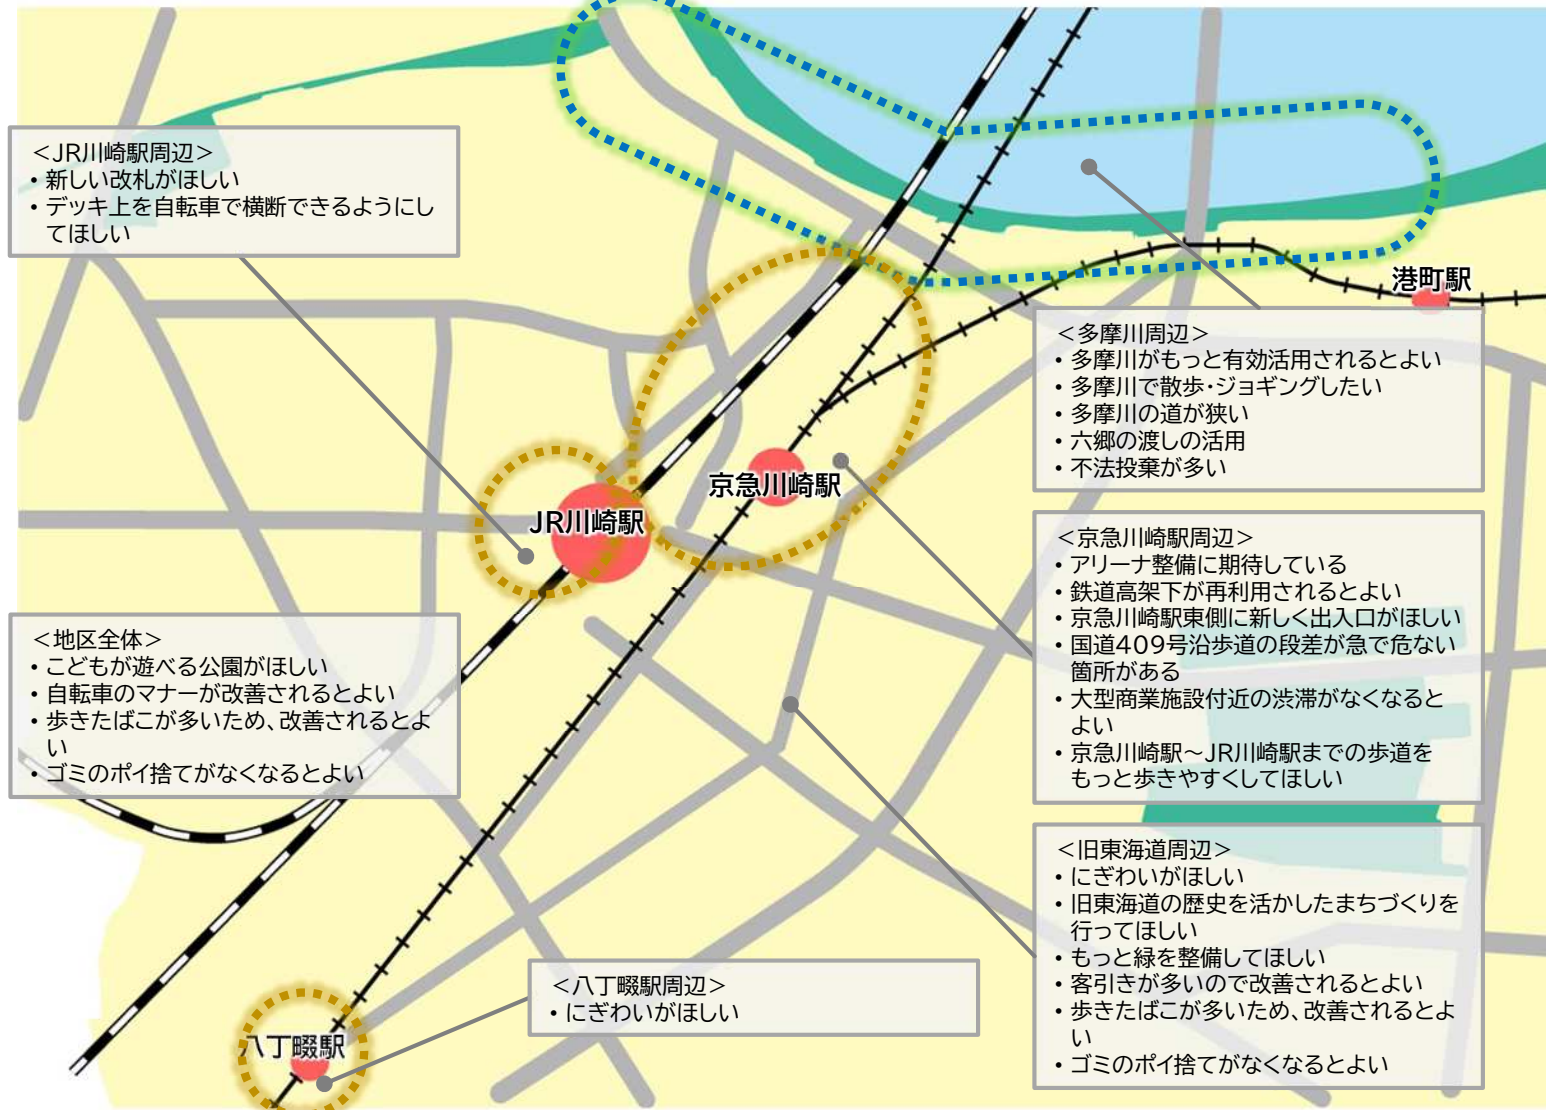 ＜JR川崎駅周辺＞
・新しい改札がほしい
・デッキ上を自転車で横断できるようにし
てほしい
港町駅
＜多摩川周辺＞
・多摩川がもっと有効活用されるとよい
・多摩川で散歩・ジョギングしたい
・多摩川の道が狭い
・六郷の渡しの活用
・不法投棄が多い
京急川崎駅
JR川崎駅
＜京急川崎駅周辺＞
・アリーナ整備に期待している
・鉄道高架下が再利用されるとよい
・京急川崎駅東側に新しく出入口がほしい
・国道409号沿歩道の段差が急で危ない
箇所がある
・大型商業施設付近の渋滞がなくなると
よい
・京急川崎駅～JR川崎駅までの歩道を
もっと歩きやすくしてほしい
＜地区全体＞
・こどもが遊べる公園がほしい
・自転車のマナーが改善されるとよい
・歩きたばこが多いため、改善されるとよ
い
・ゴミのポイ捨てがなくなるとよい
＜旧東海道周辺＞
・にぎわいがほしい
・旧東海道の歴史を活かしたまちづくりを
行ってほしい
・もっと緑を整備してほしい
・客引きが多いので改善されるとよい
・歩きたばこが多いため、改善されるとよ
い
・ゴミのポイ捨てがなくなるとよい
＜八丁畷駅周辺＞
・にぎわいがほしい
八丁畷駅